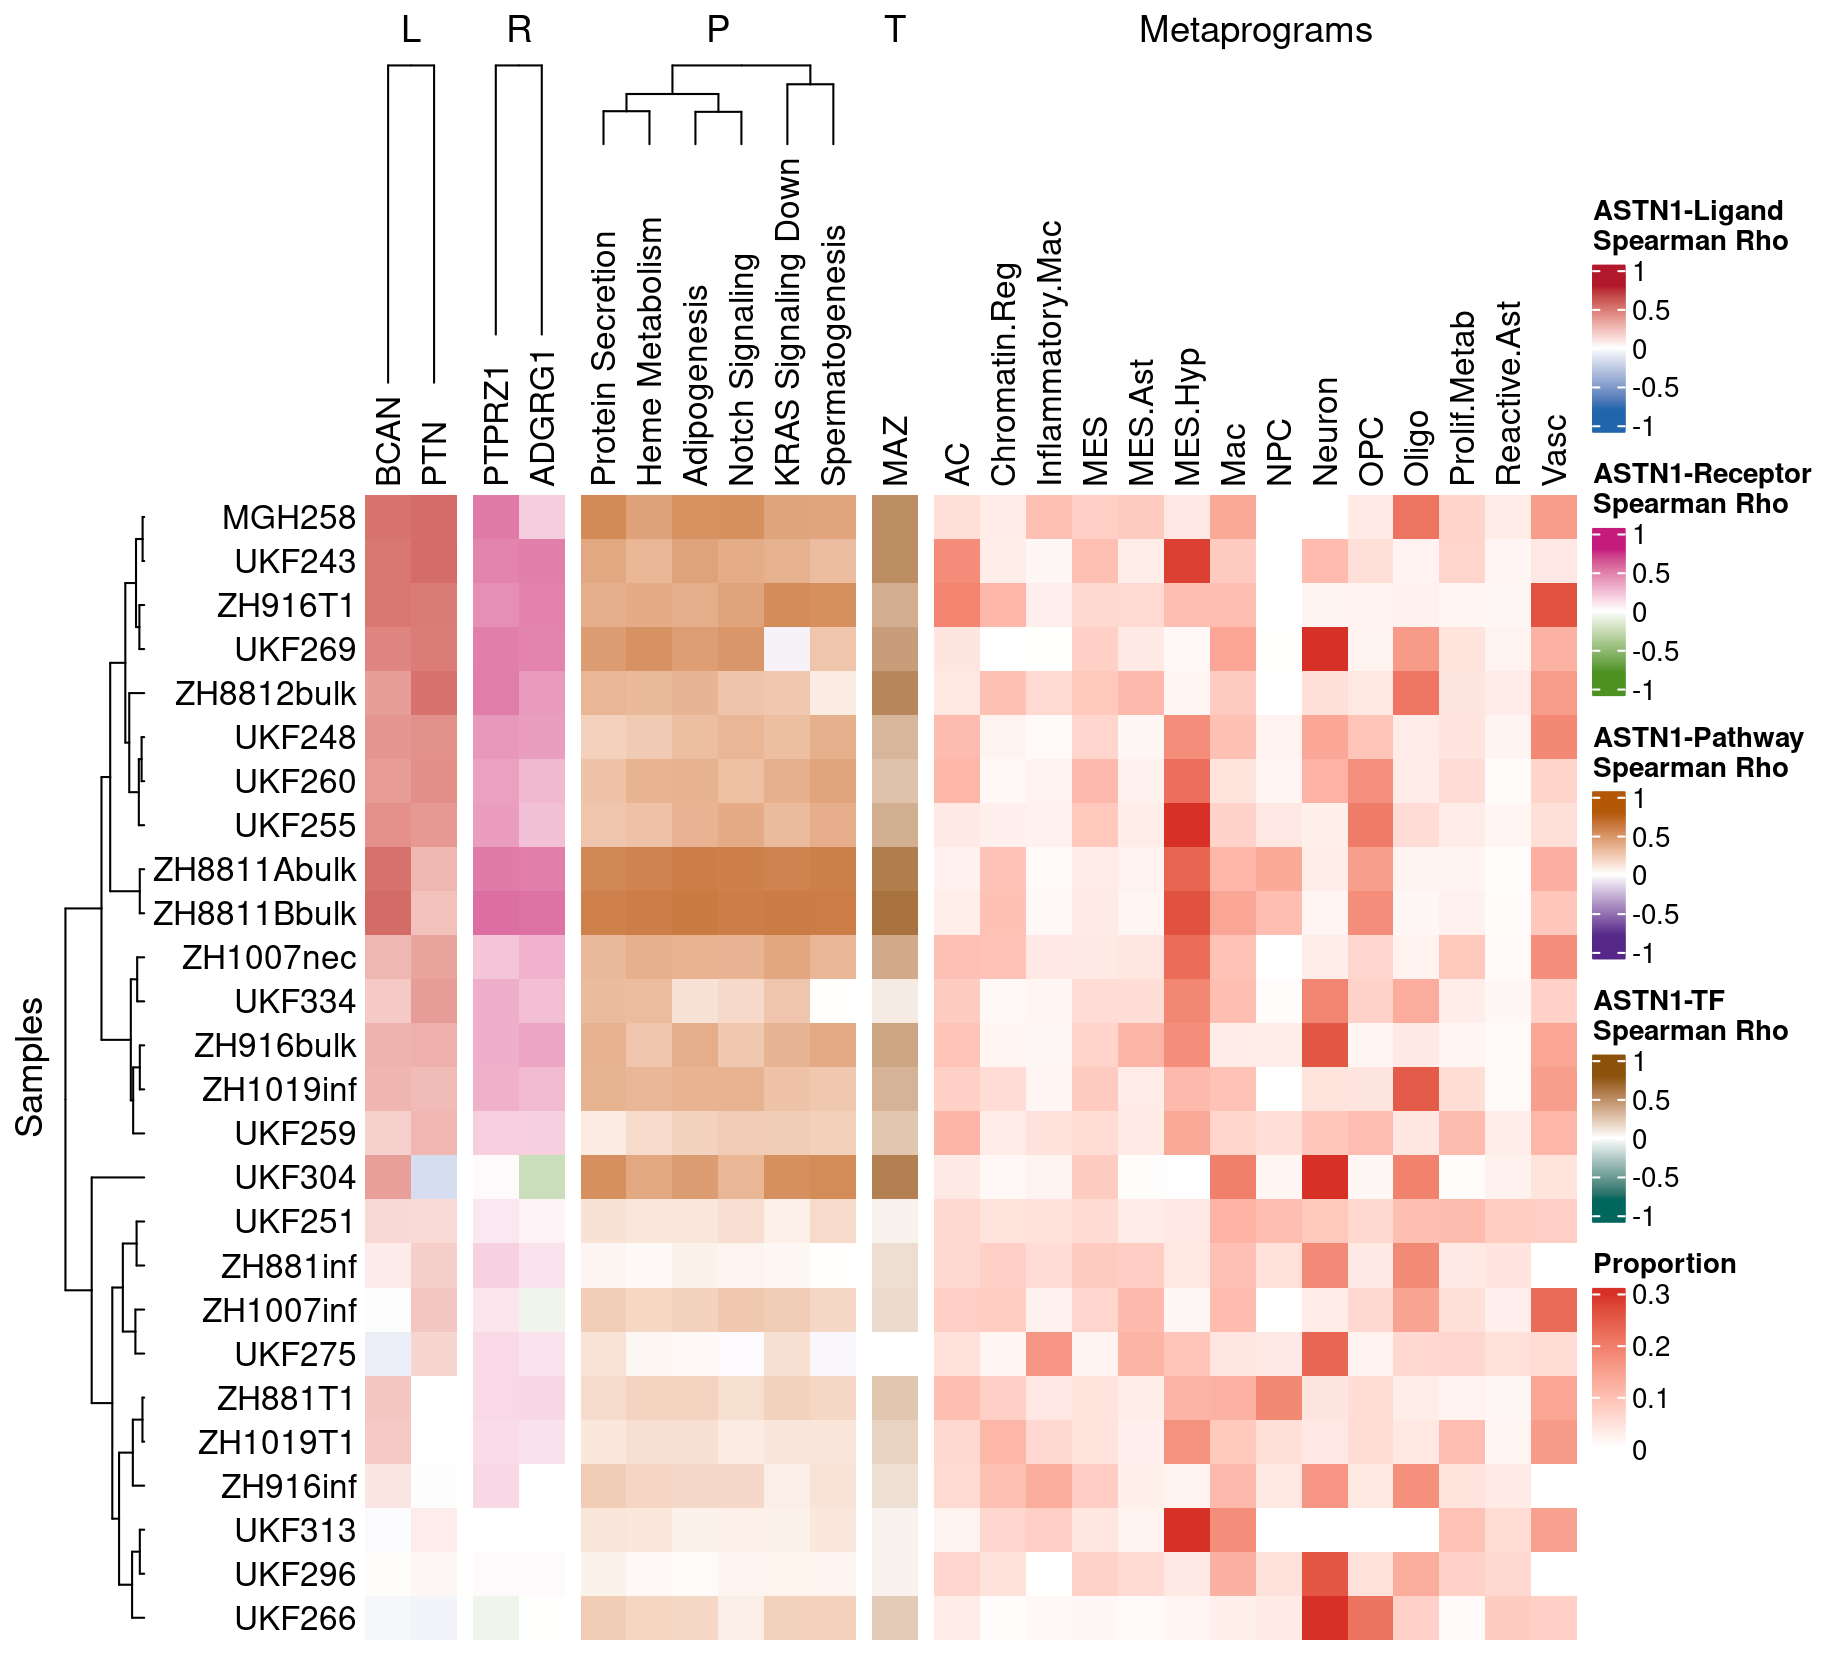 L R P T Metaprograms
BCAN
PTN
PTPRZ1
ADGRG1
Protein Secretion
Heme Metabolism
Adipogenesis
Notch Signaling
KRAS Signaling Down
Spermatogenesis
MAZ
AC
Chromatin.Reg
Inflammatory.Mac
MES
MES.Ast
MES.Hyp
Mac
NPC
Neuron
OPC
Oligo
Prolif.Metab
Reactive.Ast
Vasc
Samples
MGH258
UKF243
ZH916T1
UKF269
ZH8812bulk
UKF248
UKF260
UKF255
ZH8811Abulk
ZH8811Bbulk
ZH1007nec
UKF334
ZH916bulk
ZH1019inf
UKF259
UKF304
UKF251
ZH881inf
ZH1007inf
UKF275
ZH881T1
ZH1019T1
ZH916inf
UKF313
UKF296
UKF266
ASTN1-Ligand
Spearman Rho
1
0.5
0
-0.5
-1
ASTN1-Receptor
Spearman Rho
1
0.5
0
-0.5
-1
ASTN1-Pathway
Spearman Rho
1
0.5
0
-0.5
-1
ASTN1-TF
Spearman Rho
1
0.5
0
-0.5
-1
Proportion
0.3
0.2
0.1
0